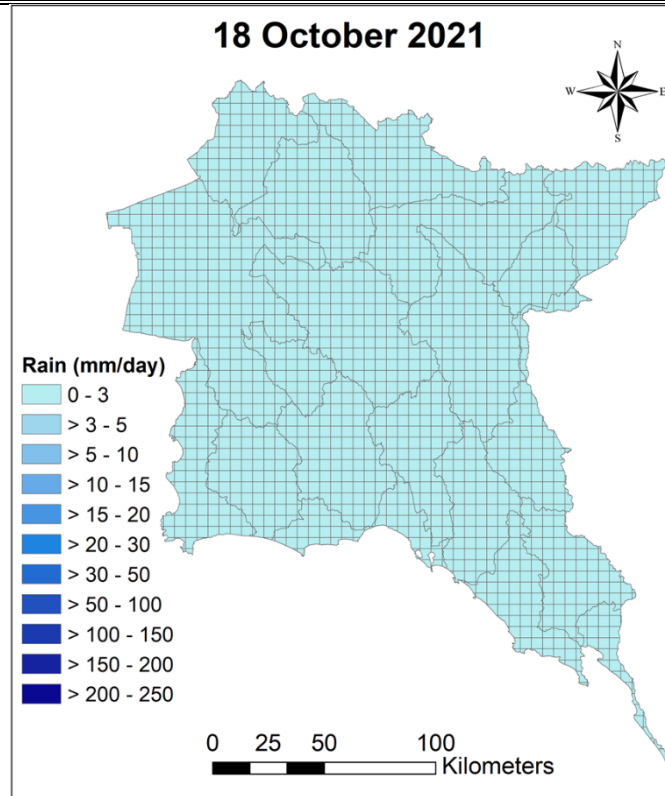 18 October 2021
N
W E
S
Rain (mm/day)
0 - 3
> 3 - 5
> 5 - 10
> 10 - 15
> 15 - 20
> 20 - 30
> 30 - 50
> 50 - 100
> 100 - 150
> 150 - 200
> 200 - 250
0 25 50 100
Kilometers